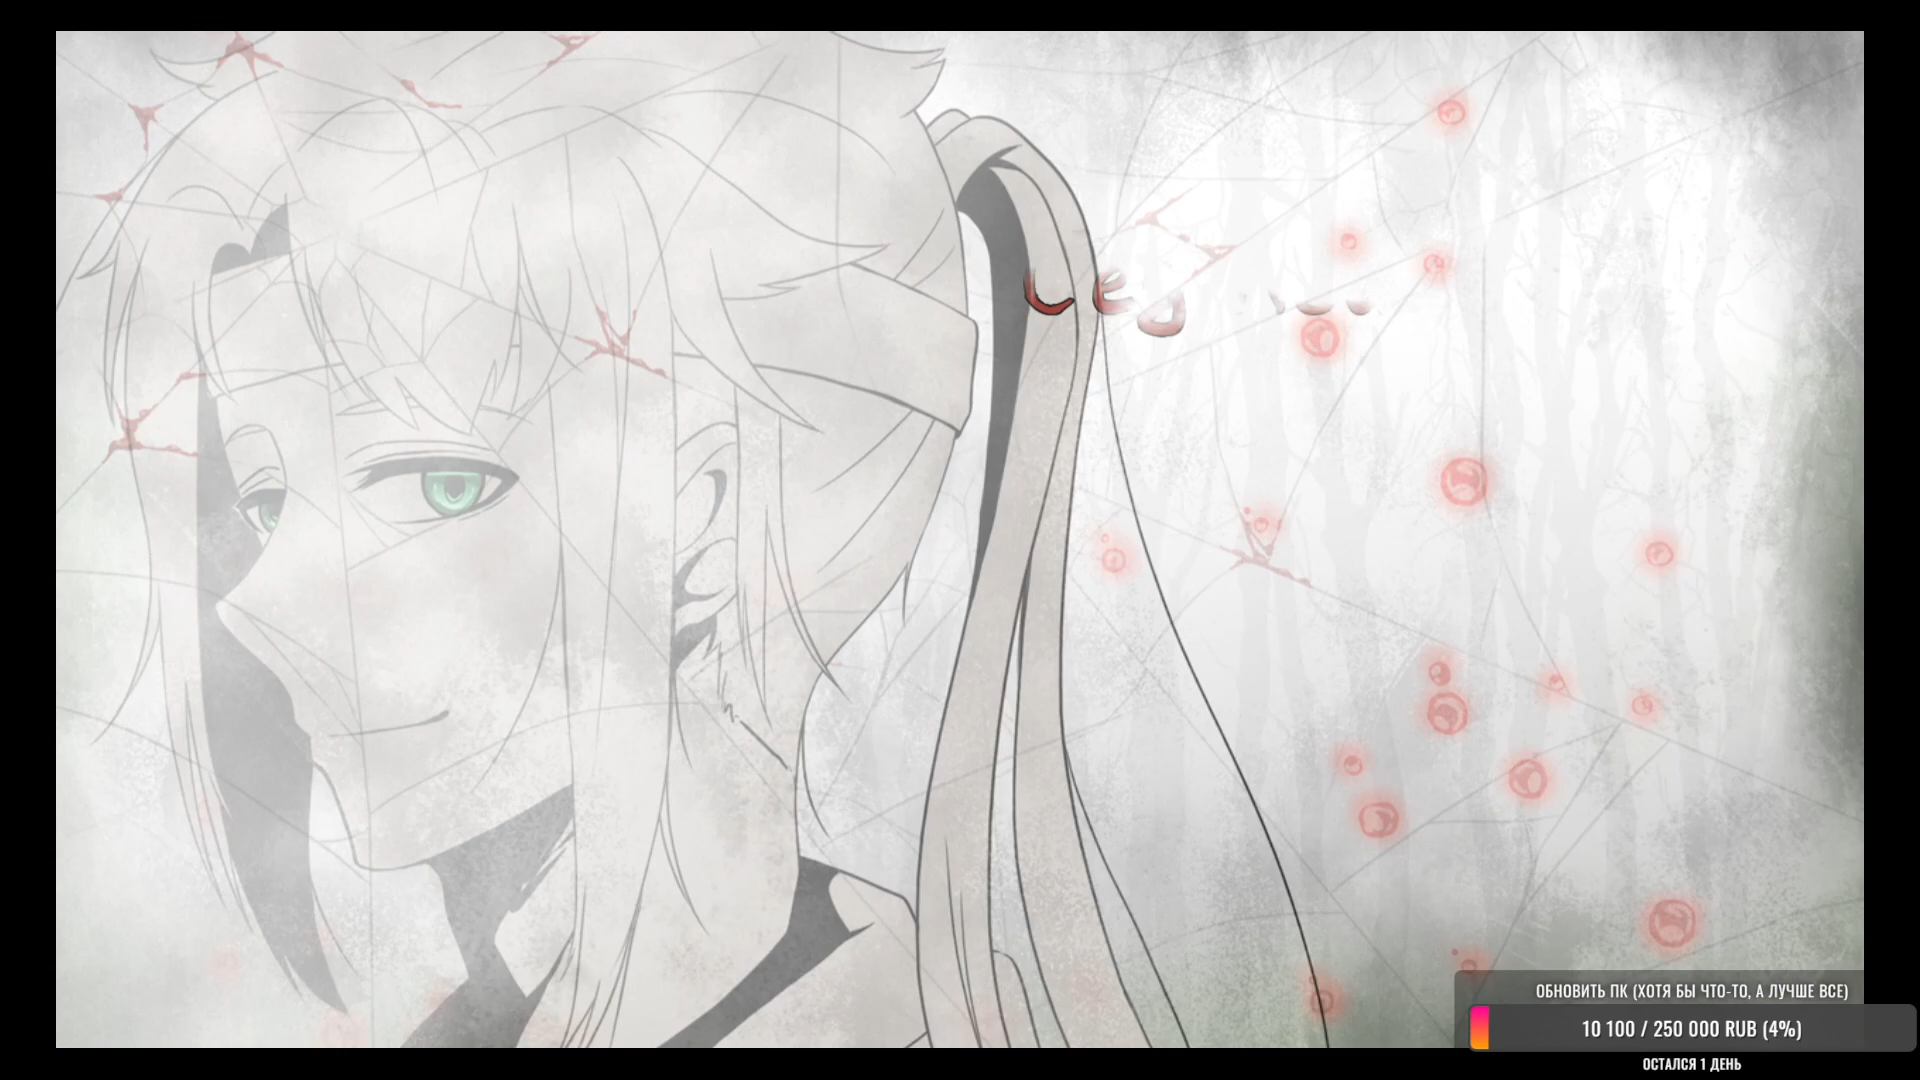 ОБНОВИТЬ ПК (ХОТЯ БЫ ЧТО-ТО, А ЛУЧШЕ ВСЕ)
10 100 / 250 000 RUB (4%)
ОСТАЛСЯ 1 ДЕНЬ